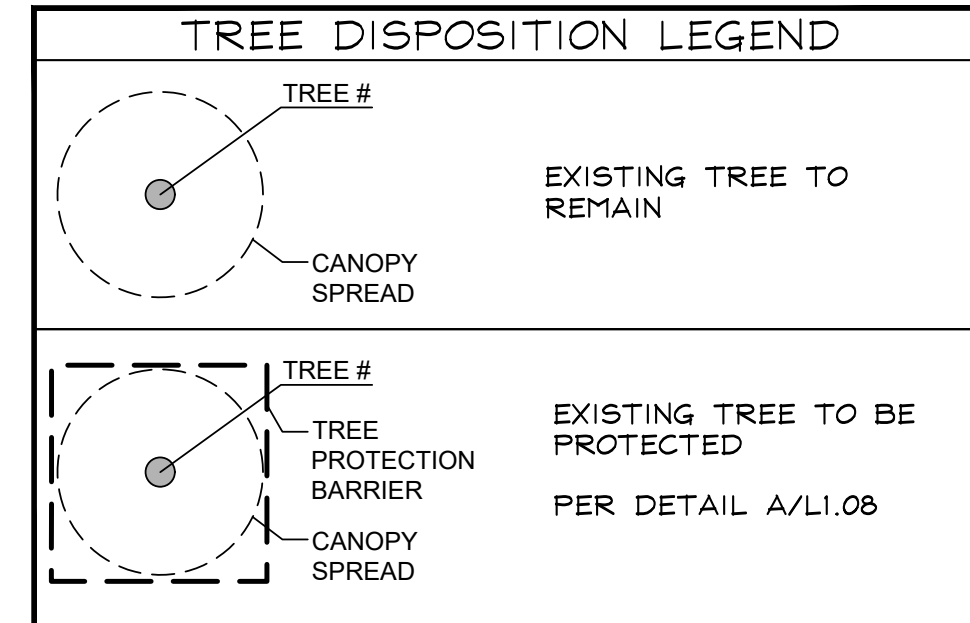 TREE DISPOSITION LEGEND
TREE #
CANOPY
SPREAD
EXISTING TREE TO
REMAIN
TREE #
TREE
PROTECTION
BARRIER
CANOPY
SPREAD
EXISTING TREE TO BE
PROTECTED
PER DETAIL A/L1.08